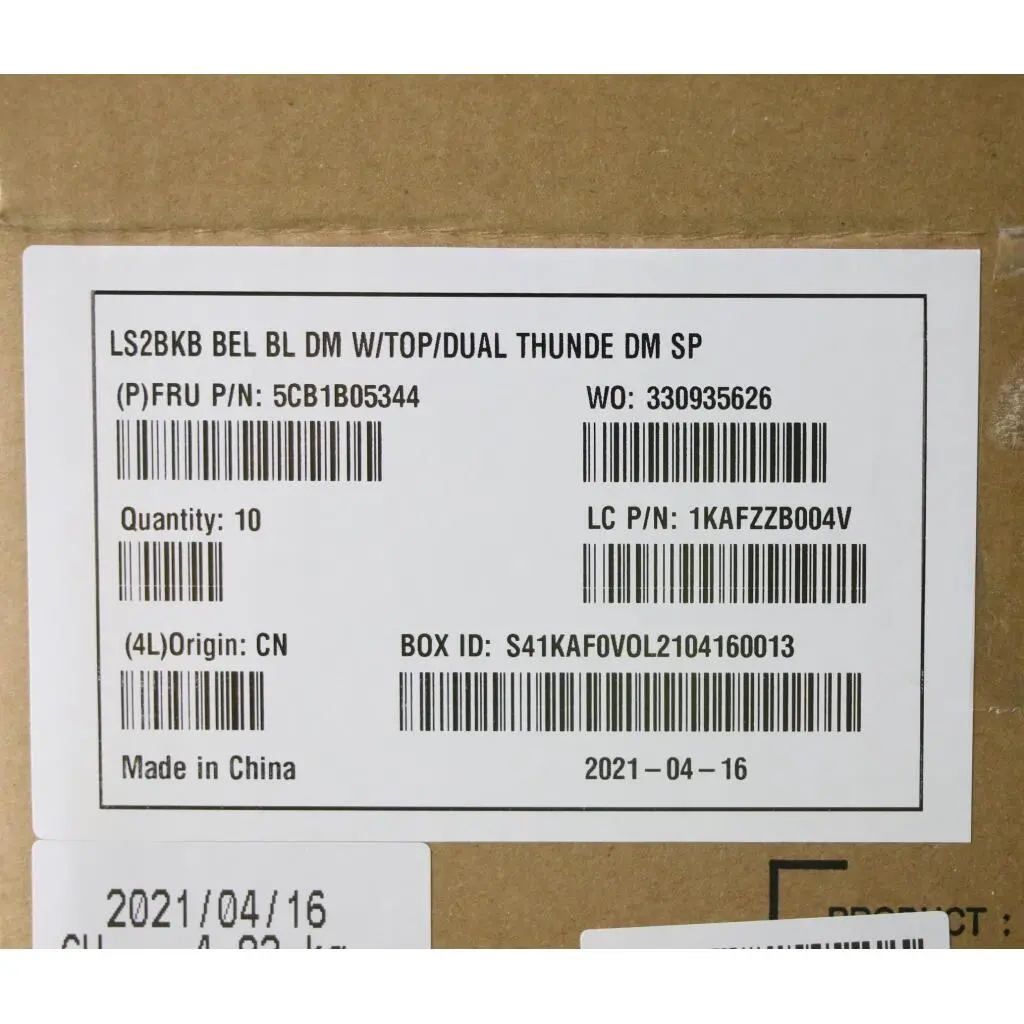 LS2BKB BEL BL DM W/TOP/DUAL THUNDE DM SP
(P)FRU P/N: 5CB1B05344
WO: 330935626
Quantity: 10
LC P/N: 1KAFZZB004V
(4L)Origin: CN
BOX ID: S41KAF0VOL2104160013
Made in China
2021-04-16
2021/04/16
PRODUCT :